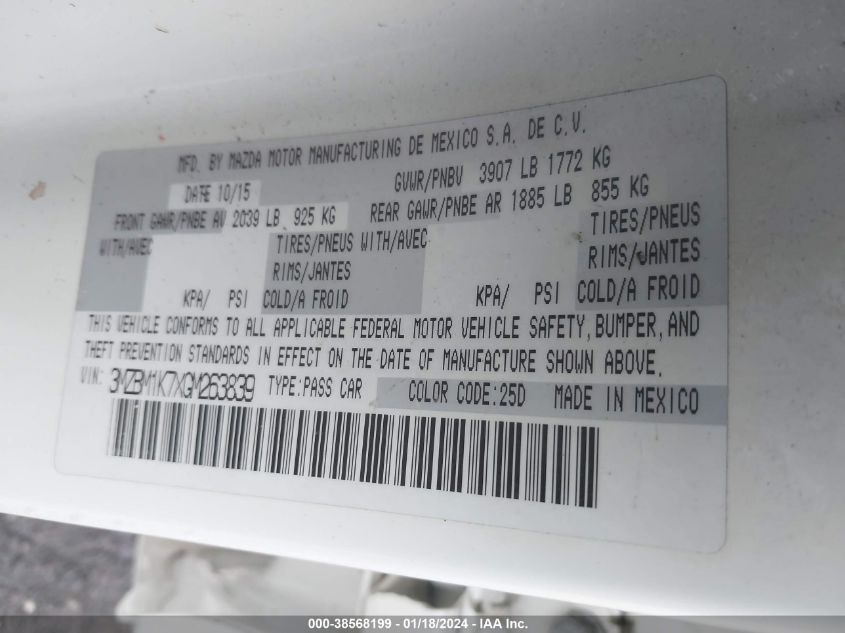 MFD. BY MAZDA MOTOR MANUFACTURING DE MEXICO S.A. DE C.V.
DATE 10/15 GVWR/PNBV 3907 LB 1772 KG
FRONT GAWR/PNBE AV 2039 LB 925 KG REAR GAWR/PNBE AR 1885 LB 855 KG
WITH/AVEC TIRES/PNEUS WITH/AVEC TIRES/PNEUS
RIMS/JANTES RIMS/JANTES
KPA/ PSI COLD/A FROID KPA/ PSI COLD/A FROID
THIS VEHICLE CONFORMS TO ALL APPLICABLE FEDERAL MOTOR VEHICLE SAFETY, BUMPER, AND
THEFT PREVENTION STANDARDS IN EFFECT ON THE DATE OF MANUFACTURE SHOWN ABOVE.
VIN: 3MZBM1K7XGM263839 TYPE:PASS CAR COLOR CODE:25D MADE IN MEXICO
000-38568199 - 01/18/2024 - IAA Inc.